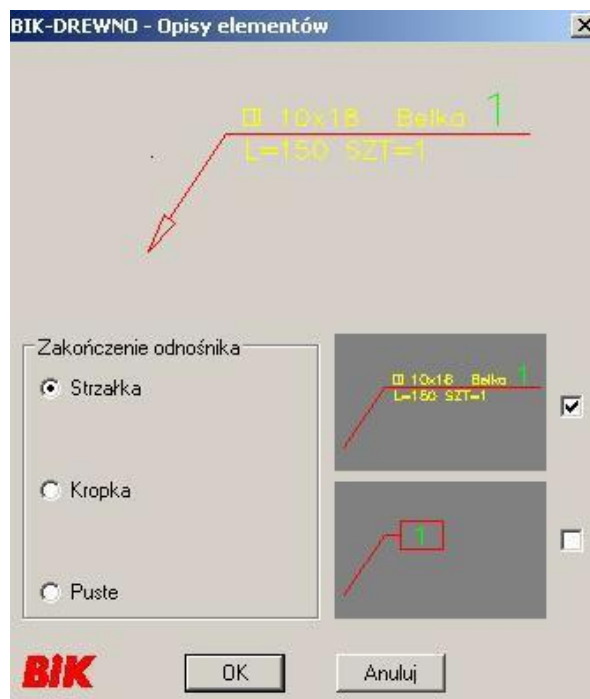 BIK-DREWNO - Opisy elementów
10x18 Belka 1
L=150 SZT=1
Zakończenie odnośnika
Strzałka
Kropka
Puste
10x18 Belka 1
L=150 SZT=1
1
BIK
OK
Anuluj